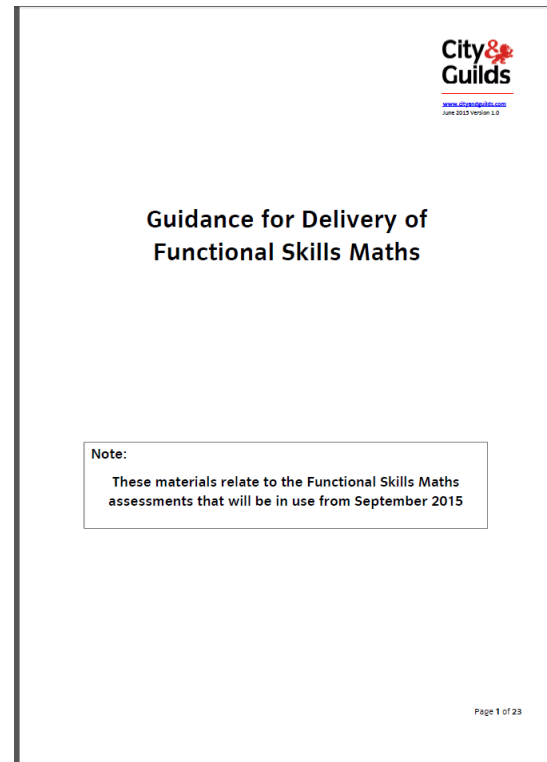 City&
Guilds
www.cityandguilds.com
June 2015 Version 1.0
Guidance for Delivery of
Functional Skills Maths
Note:
These materials relate to the Functional Skills Maths
assessments that will be in use from September 2015
Page 1 of 23